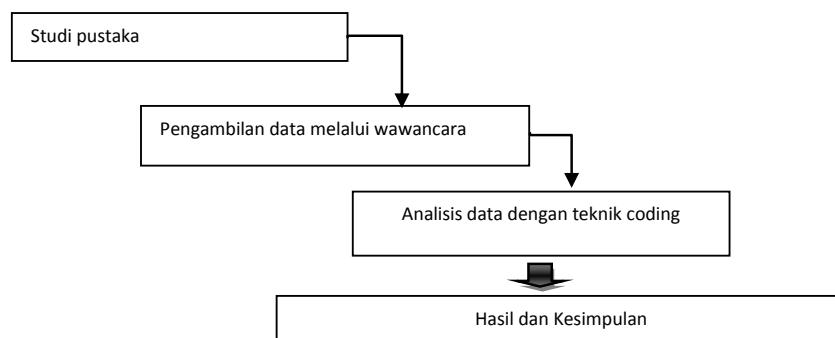 Studi pustaka
Pengambilan data melalui wawancara
Analisis data dengan teknik coding
Hasil dan Kesimpulan